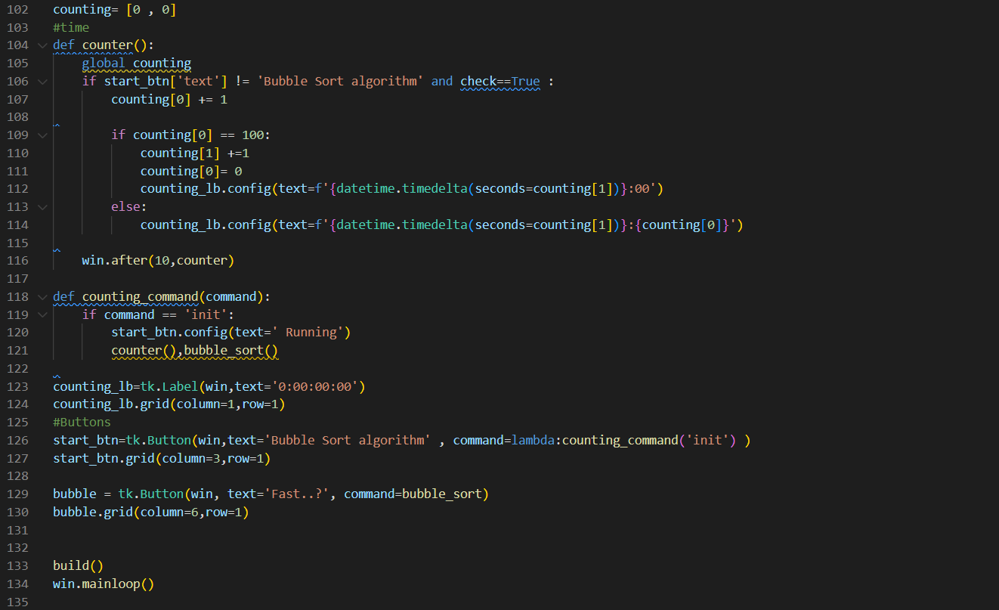 102 counting= [0 , 0]
103 #time
104 def counter():
105     global counting
106     if start_btn['text'] != 'Bubble Sort algorithm' and check==True :
107         counting[0] += 1
108
109         if counting[0] == 100:
110             counting[1] +=1
111             counting[0]= 0
112             counting_lb.config(text=f'{datetime.timedelta(seconds=counting[1])}:00')
113         else:
114             counting_lb.config(text=f'{datetime.timedelta(seconds=counting[1])}:{counting[0]}')
115
116     win.after(10,counter)
117
118 def counting_command(command):
119     if command == 'init':
120         start_btn.config(text=' Running')
121         counter(),bubble_sort()
122
123 counting_lb=tk.Label(win,text='0:00:00:00')
124 counting_lb.grid(column=1,row=1)
125 #Buttons
126 start_btn=tk.Button(win,text='Bubble Sort algorithm' , command=lambda:counting_command('init') )
127 start_btn.grid(column=3,row=1)
128
129 bubble = tk.Button(win, text='Fast..?', command=bubble_sort)
130 bubble.grid(column=6,row=1)
131
132
133 build()
134 win.mainloop()
135